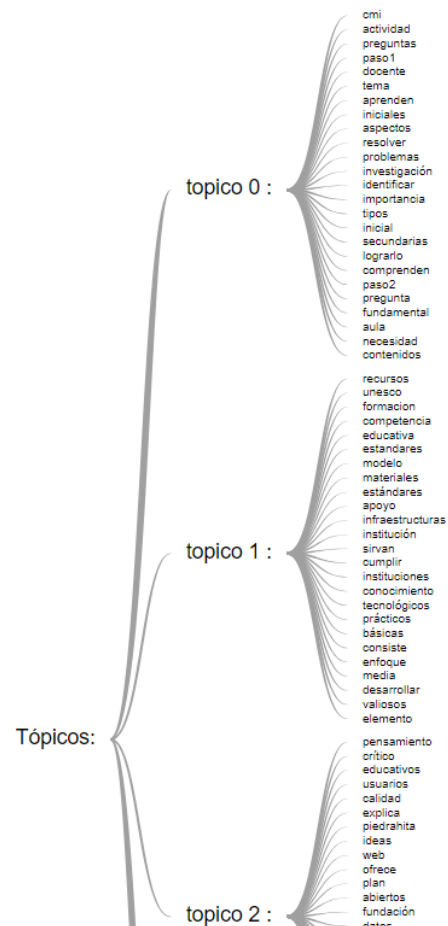 Tópicos:
topico 0 :
cmi
actividad
preguntas
paso1
docente
tema
aprenden
iniciales
aspectos
resolver
problemas
investigación
identificar
importancia
tipos
inicial
secundarias
lograrlo
comprenden
paso2
pregunta
fundamental
aula
necesidad
contenidos
topico 1 :
recursos
unesco
formacion
competencia
educativa
estandares
modelo
materiales
estándares
apoyo
infraestructuras
institución
sirvan
cumplir
instituciones
conocimiento
tecnológicos
prácticos
básicas
consiste
enfoque
media
desarrollar
valiosos
elemento
topico 2 :
pensamiento
crítico
educativos
usuarios
calidad
explica
piedrahita
ideas
web
ofrece
plan
abiertos
fundación
datos